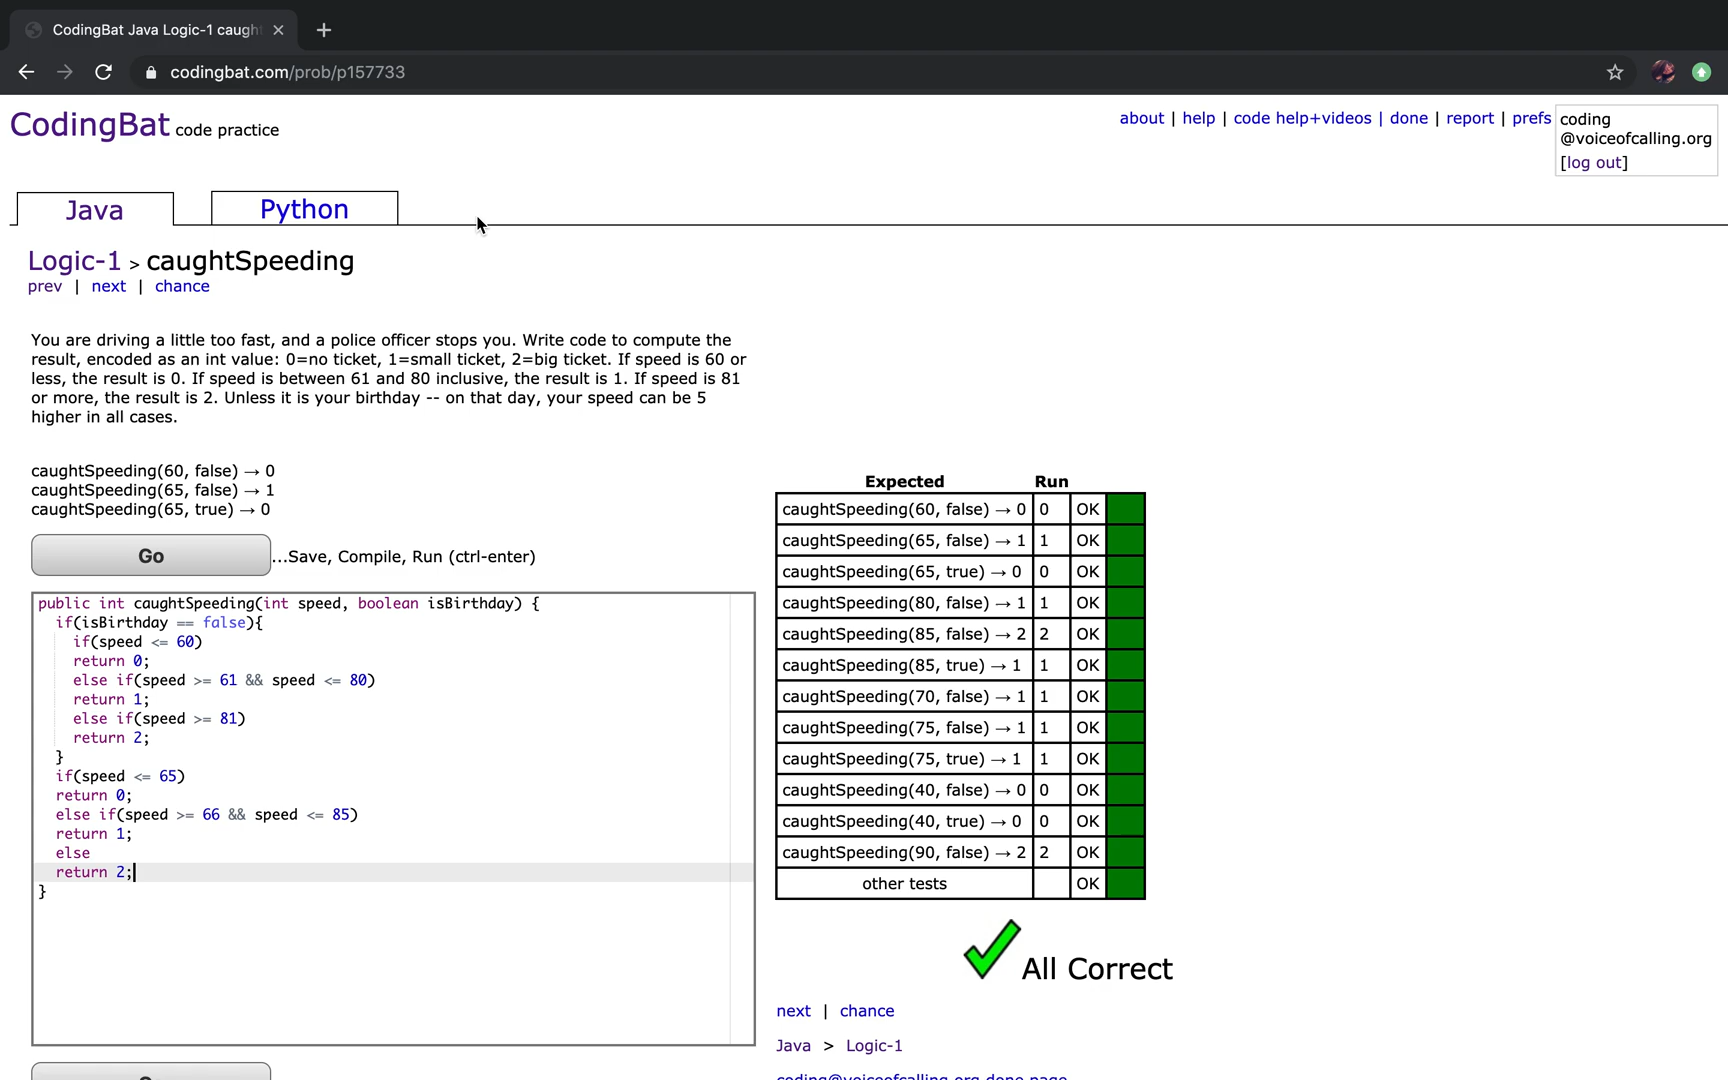 CodingBat Java Logic-1 caugh
codingbat.com/prob/p157733
CodingBat code practice
about | help | code help+videos | done | report | prefs
coding
@voiceofcalling.org
[log out]
Java
Python
Logic-1 > caughtSpeeding
prev | next | chance
You are driving a little too fast, and a police officer stops you. Write code to compute the
result, encoded as an int value: 0=no ticket, 1=small ticket, 2=big ticket. If speed is 60 or
less, the result is 0. If speed is between 61 and 80 inclusive, the result is 1. If speed is 81
or more, the result is 2. Unless it is your birthday -- on that day, your speed can be 5
higher in all cases.
caughtSpeeding(60, false) → 0
caughtSpeeding(65, false) → 1
caughtSpeeding(65, true) → 0
Go ...Save, Compile, Run (ctrl-enter)
public int caughtSpeeding(int speed, boolean isBirthday) {
if(isBirthday == false){
if(speed <= 60)
return 0;
else if(speed >= 61 && speed <= 80)
return 1;
else if(speed >= 81)
return 2;
}
if(speed <= 65)
return 0;
else if(speed >= 66 && speed <= 85)
return 1;
else
return 2;
}
Expected Run
caughtSpeeding(60, false) → 0 0 OK
caughtSpeeding(65, false) → 1 1 OK
caughtSpeeding(65, true) → 0 0 OK
caughtSpeeding(80, false) → 1 1 OK
caughtSpeeding(85, false) → 2 2 OK
caughtSpeeding(85, true) → 1 1 OK
caughtSpeeding(70, false) → 1 1 OK
caughtSpeeding(75, false) → 1 1 OK
caughtSpeeding(75, true) → 1 1 OK
caughtSpeeding(40, false) → 0 0 OK
caughtSpeeding(40, true) → 0 0 OK
caughtSpeeding(90, false) → 2 2 OK
other tests OK
All Correct
next | chance
Java > Logic-1
coding@voiceofcalling.org done page